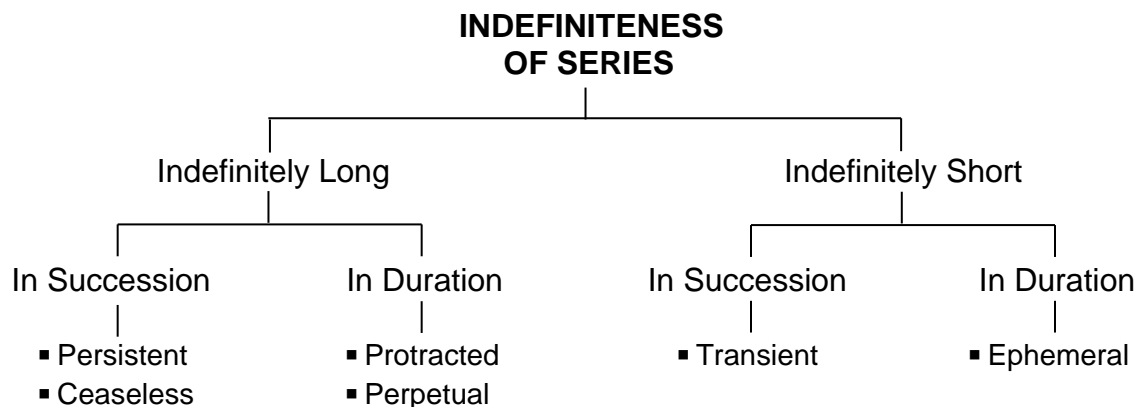 INDEFINITENESS
OF SERIES
Indefinitely Long
Indefinitely Short
In Succession
In Duration
In Succession
In Duration
▪ Persistent
▪ Ceaseless
▪ Protracted
▪ Perpetual
▪ Transient
▪ Ephemeral